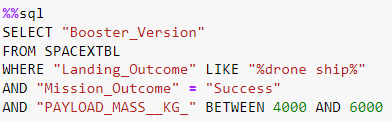 %%sql
SELECT "Booster_Version"
FROM SPACEXTBL
WHERE "Landing_Outcome" LIKE "%drone ship%"
AND "Mission_Outcome" = "Success"
AND "PAYLOAD_MASS__KG_" BETWEEN 4000 AND 6000